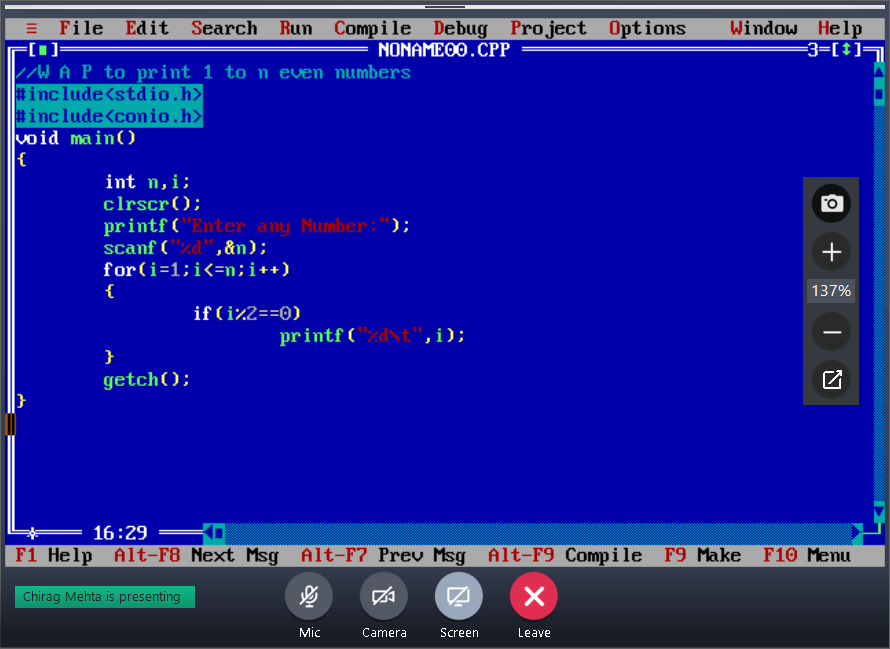 ≡ File Edit Search Run Compile Debug Project Options Window Help
[■] NONAME00.CPP 3=[↕]
//W A P to print 1 to n even numbers
#include<stdio.h>
#include<conio.h>
void main()
{
int n,i;
clrscr();
printf("Enter any Number:");
scanf("%d",&n);
for(i=1;i<=n;i++)
{
if(i%2==0)
printf("%d\t",i);
}
getch();
}
137%
16:29
F1 Help Alt-F8 Next Msg Alt-F7 Prev Msg Alt-F9 Compile F9 Make F10 Menu
Chirag Mehta is presenting
Mic Camera Screen Leave